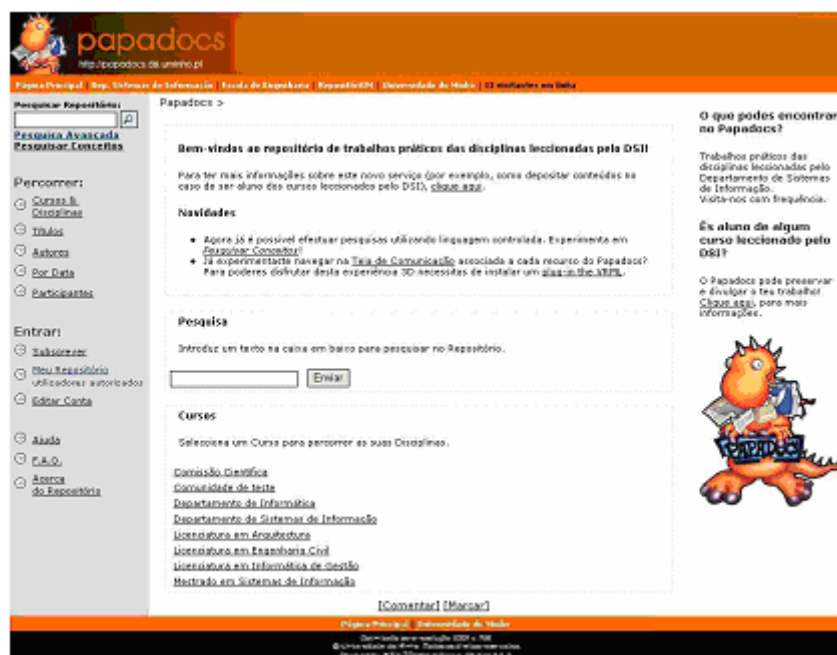 papadocs
http://papadocs.dsi.uminho.pt
Página Principal | Dep. Sistemas de Informação | Escola de Engenharia | RepositóriUM | Universidade do Minho | 22 visitantes em linha
Pesquisar Repositório:
Pesquisa Avançada
Pesquisar Conceitos
Percorrer:
Cursos &
Disciplinas
Títulos
Autores
Por Data
Participantes
Entrar:
Subscrever
Meu Repositório
utilizadores autorizados
Editar Conta
Ajuda
F.A.Q.
Acerca
do Repositório
Papadocs >
Bem-vindos ao repositório de trabalhos práticos das disciplinas leccionadas pelo DSI!
Para ter mais informações sobre este novo serviço (por exemplo, como depositar conteúdos no
caso de ser aluno dos cursos leccionados pelo DSI), clique aqui.
Novidades
Agora já é possível efectuar pesquisas utilizando linguagem controlada. Experimenta em
Pesquisar Conceitos!
Já experimentaste navegar na Teia de Comunicação associada a cada recurso do Papadocs?
Para poderes disfrutar desta experiência 3D necessitas de instalar um plug-in the VRML.
Pesquisa
Introduz um texto na caixa em baixo para pesquisar no Repositório.
Enviar
Cursos
Selecciona um Curso para percorrer as suas Disciplinas.
Comissão Científica
Comunidade de teste
Departamento de Informática
Departamento de Sistemas de Informação
Licenciatura em Arquitectura
Licenciatura em Engenharia Civil
Licenciatura em Informática de Gestão
Mestrado em Sistemas de Informação
[Comentar] [Marcar]
O que podes encontrar
no Papadocs?
Trabalhos práticos das
disciplinas leccionadas pelo
Departamento de Sistemas
de Informação.
Visita-nos com frequência.
És aluno de algum
curso leccionado pelo
DSI?
O Papadocs pode preservar
e divulgar o teu trabalho!
Clique aqui, para mais
informações.
PAPADOCS
Página Principal | Universidade do Minho